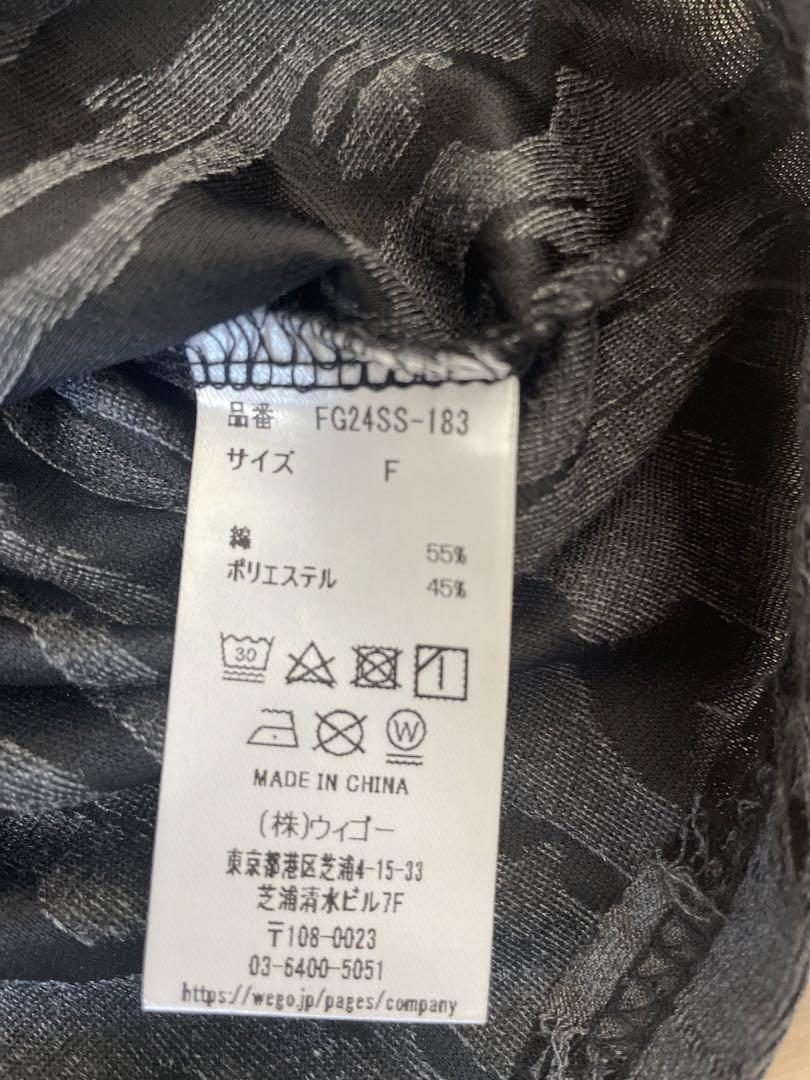 品番 FG24SS-183
サイズ F
綿 55%
ポリエステル 45%
30
W
MADE IN CHINA
(株)ウィゴー
東京都港区芝浦4-15-33
芝浦清水ビル7F
〒108-0023
03-6400-5051
https://wego.jp/pages/company